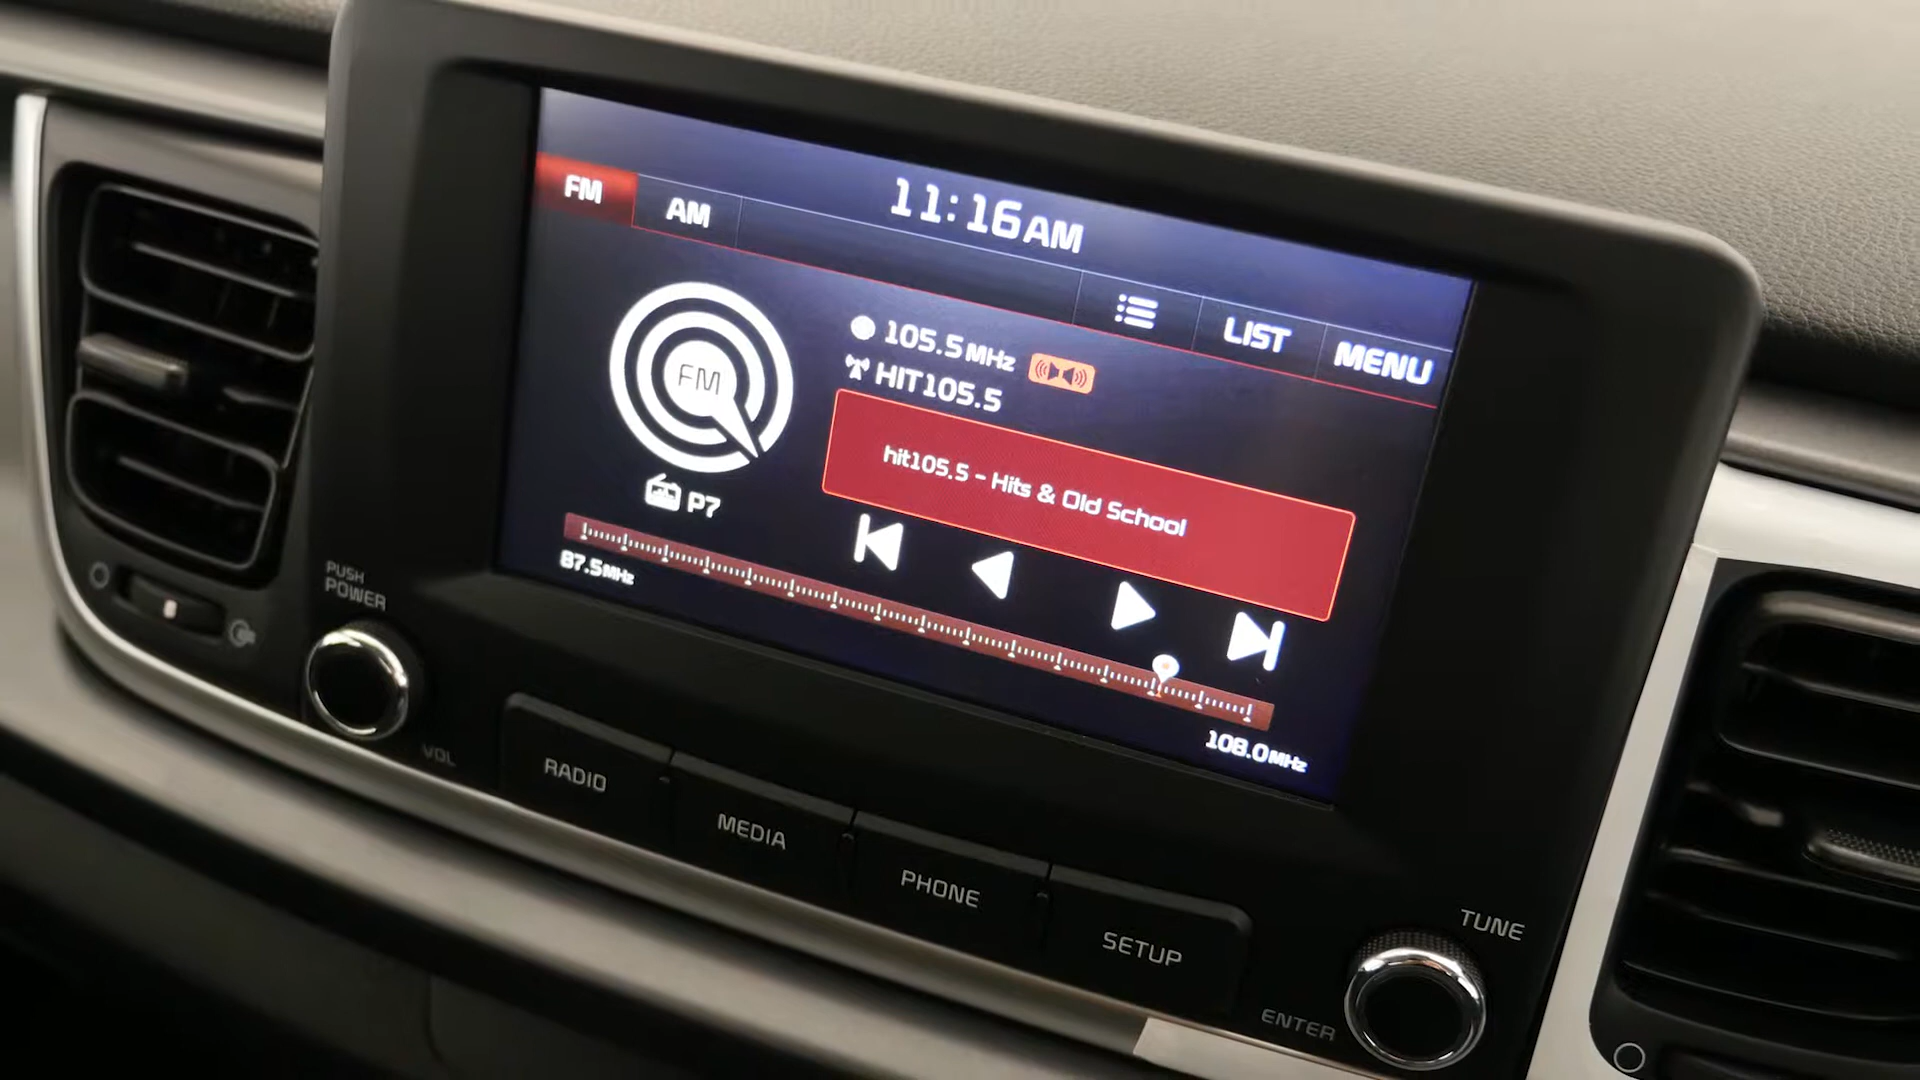 11:16AM
FM
AM
LIST
MENU
105.5MHz
HIT105.5
FM
hit105.5 - Hits & Old School
P7
87.5MHz
108.0MHz
PUSH
POWER
VOL
RADIO
MEDIA
PHONE
SETUP
TUNE
ENTER